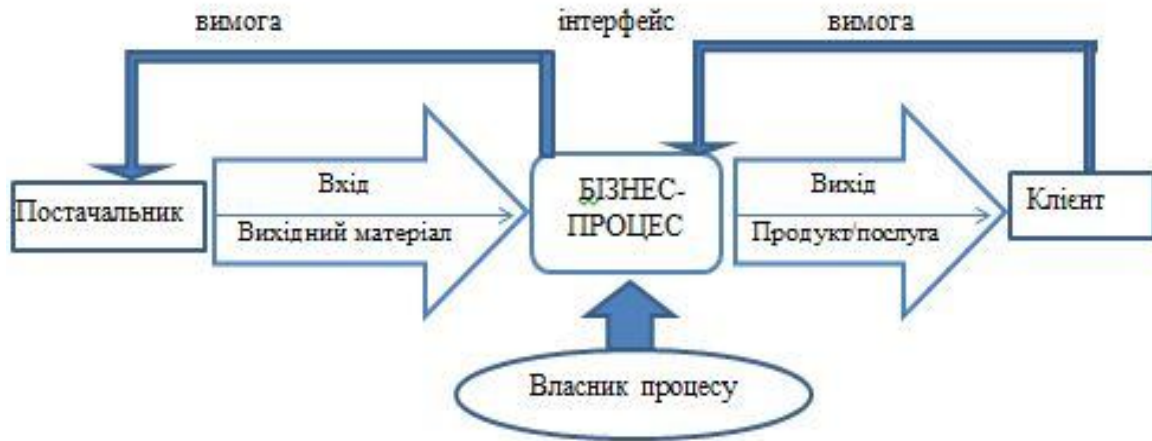 вимога
інтерфейс
вимога
Постачальник
Вхід
Вихідний матеріал
БІЗНЕС-
ПРОЦЕС
Вихід
Продукт/послуга
Клієнт
Власник процесу